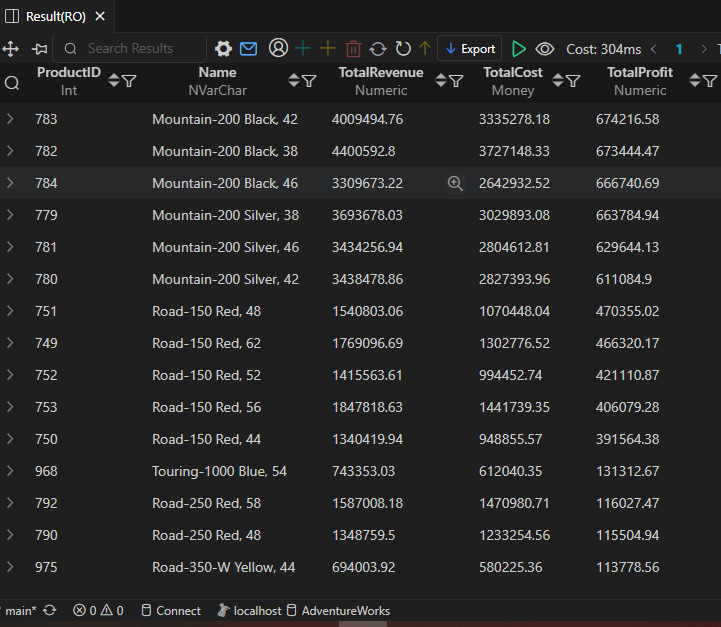 Result(RO)
Search Results Export Cost: 304ms 1
ProductID Name TotalRevenue TotalCost TotalProfit
Int NVarChar Numeric Money Numeric
783 Mountain-200 Black, 42 4009494.76 3335278.18 674216.58
782 Mountain-200 Black, 38 4400592.8 3727148.33 673444.47
784 Mountain-200 Black, 46 3309673.22 2642932.52 666740.69
779 Mountain-200 Silver, 38 3693678.03 3029893.08 663784.94
781 Mountain-200 Silver, 46 3434256.94 2804612.81 629644.13
780 Mountain-200 Silver, 42 3438478.86 2827393.96 611084.9
751 Road-150 Red, 48 1540803.06 1070448.04 470355.02
749 Road-150 Red, 62 1769096.69 1302776.52 466320.17
752 Road-150 Red, 52 1415563.61 994452.74 421110.87
753 Road-150 Red, 56 1847818.63 1441739.35 406079.28
750 Road-150 Red, 44 1340419.94 948855.57 391564.38
968 Touring-1000 Blue, 54 743353.03 612040.35 131312.67
792 Road-250 Red, 58 1587008.18 1470980.71 116027.47
790 Road-250 Red, 48 1348759.5 1233254.56 115504.94
975 Road-350-W Yellow, 44 694003.92 580225.36 113778.56
main* 0 0 Connect localhost AdventureWorks